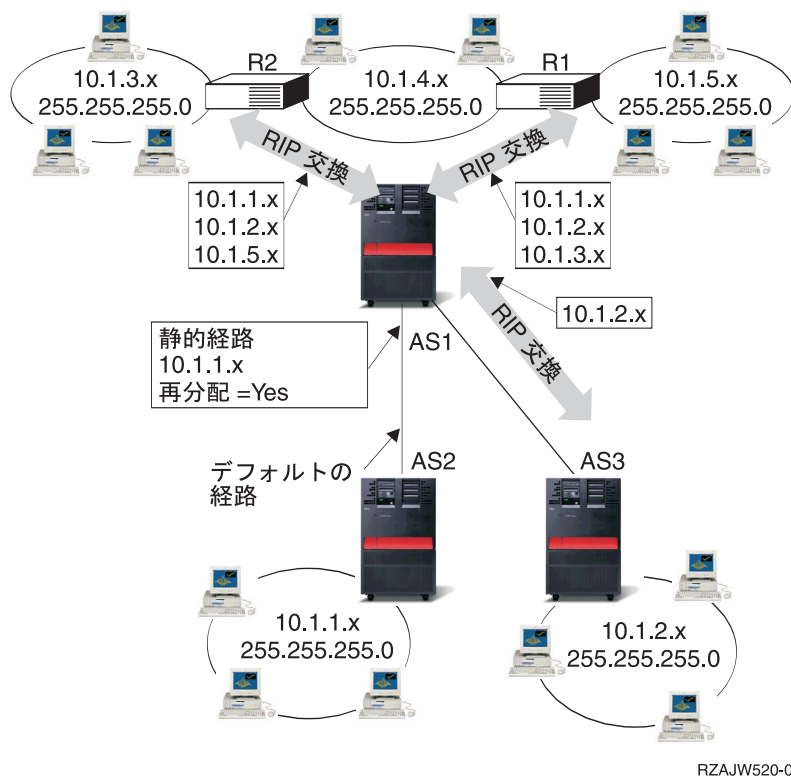 R2
R1
10.1.3.x
255.255.255.0
10.1.4.x
255.255.255.0
10.1.5.x
255.255.255.0
RIP 交換
RIP 交換
10.1.1.x
10.1.2.x
10.1.5.x
10.1.1.x
10.1.2.x
10.1.3.x
10.1.2.x
RIP 交換
静的経路
10.1.1.x
再分配 =Yes
AS1
デフォルトの
経路
AS2
AS3
10.1.1.x
255.255.255.0
10.1.2.x
255.255.255.0
RZAJW520-0